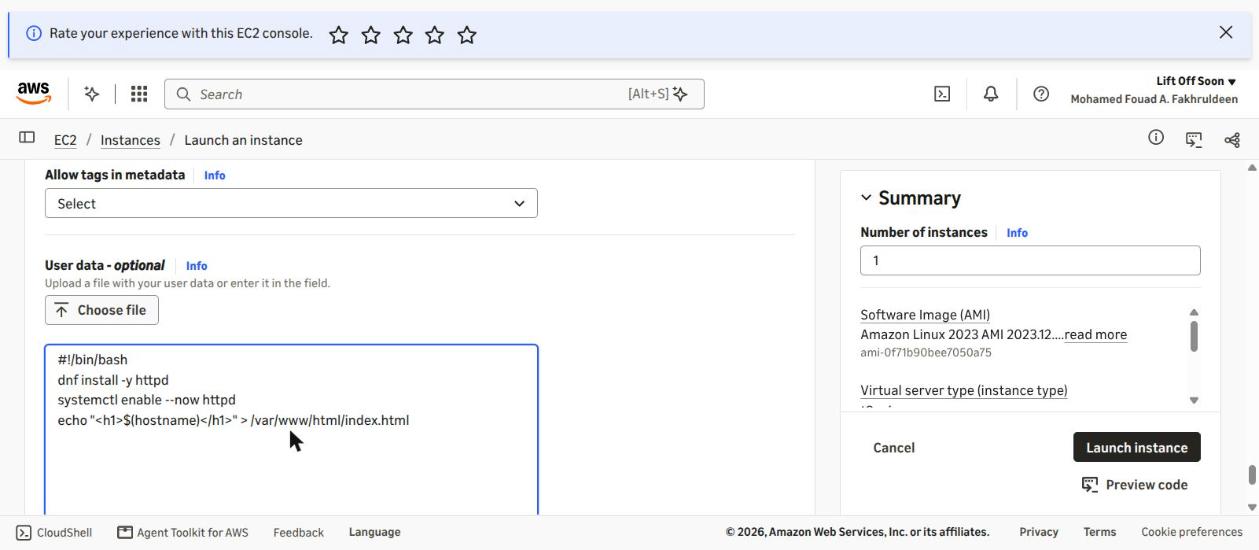 Rate your experience with this EC2 console.
aws
Search
[Alt+S]
Lift Off Soon
Mohamed Fouad A. Fakhruldeen
EC2 / Instances / Launch an instance
Allow tags in metadata Info
Select
User data - optional Info
Upload a file with your user data or enter it in the field.
Choose file
#!/bin/bash
dnf install -y httpd
systemctl enable --now httpd
echo "<h1>$(hostname)</h1>" > /var/www/html/index.html
Summary
Number of instances Info
1
Software Image (AMI)
Amazon Linux 2023 AMI 2023.12....read more
ami-0f71b90bee7050a75
Virtual server type (instance type)
Cancel
Launch instance
Preview code
CloudShell Agent Toolkit for AWS Feedback Language © 2026, Amazon Web Services, Inc. or its affiliates. Privacy Terms Cookie preferences